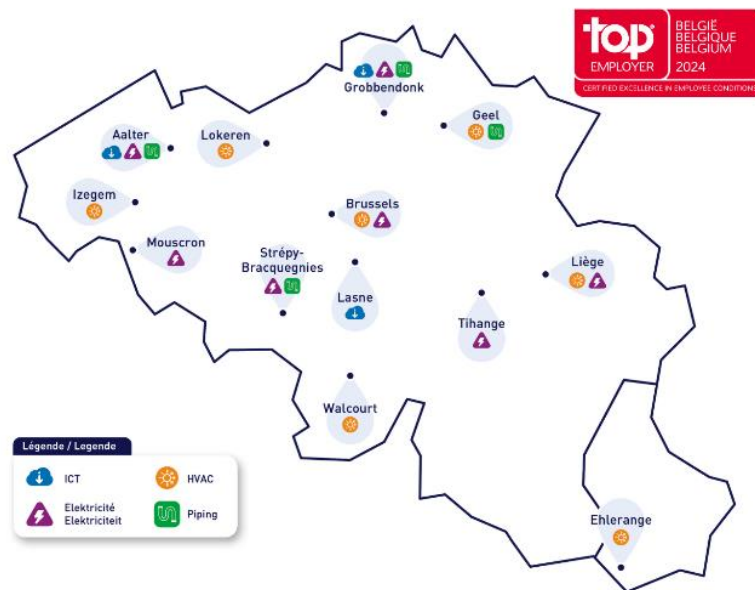 top
EMPLOYER
BELGIË
BELGIQUE
BELGIUM
2024
CERTIFIED EXCELLENCE IN EMPLOYEE CONDITIONS
Grobbendonk
Aalter
Lokeren
Geel
Izegem
Brussels
Mouscron
Strépy-
Bracquegnies
Liège
Lasne
Tihange
Walcourt
Légende / Legende
ICT
HVAC
Elektricité
Elektriciteit
Piping
Ehlerange